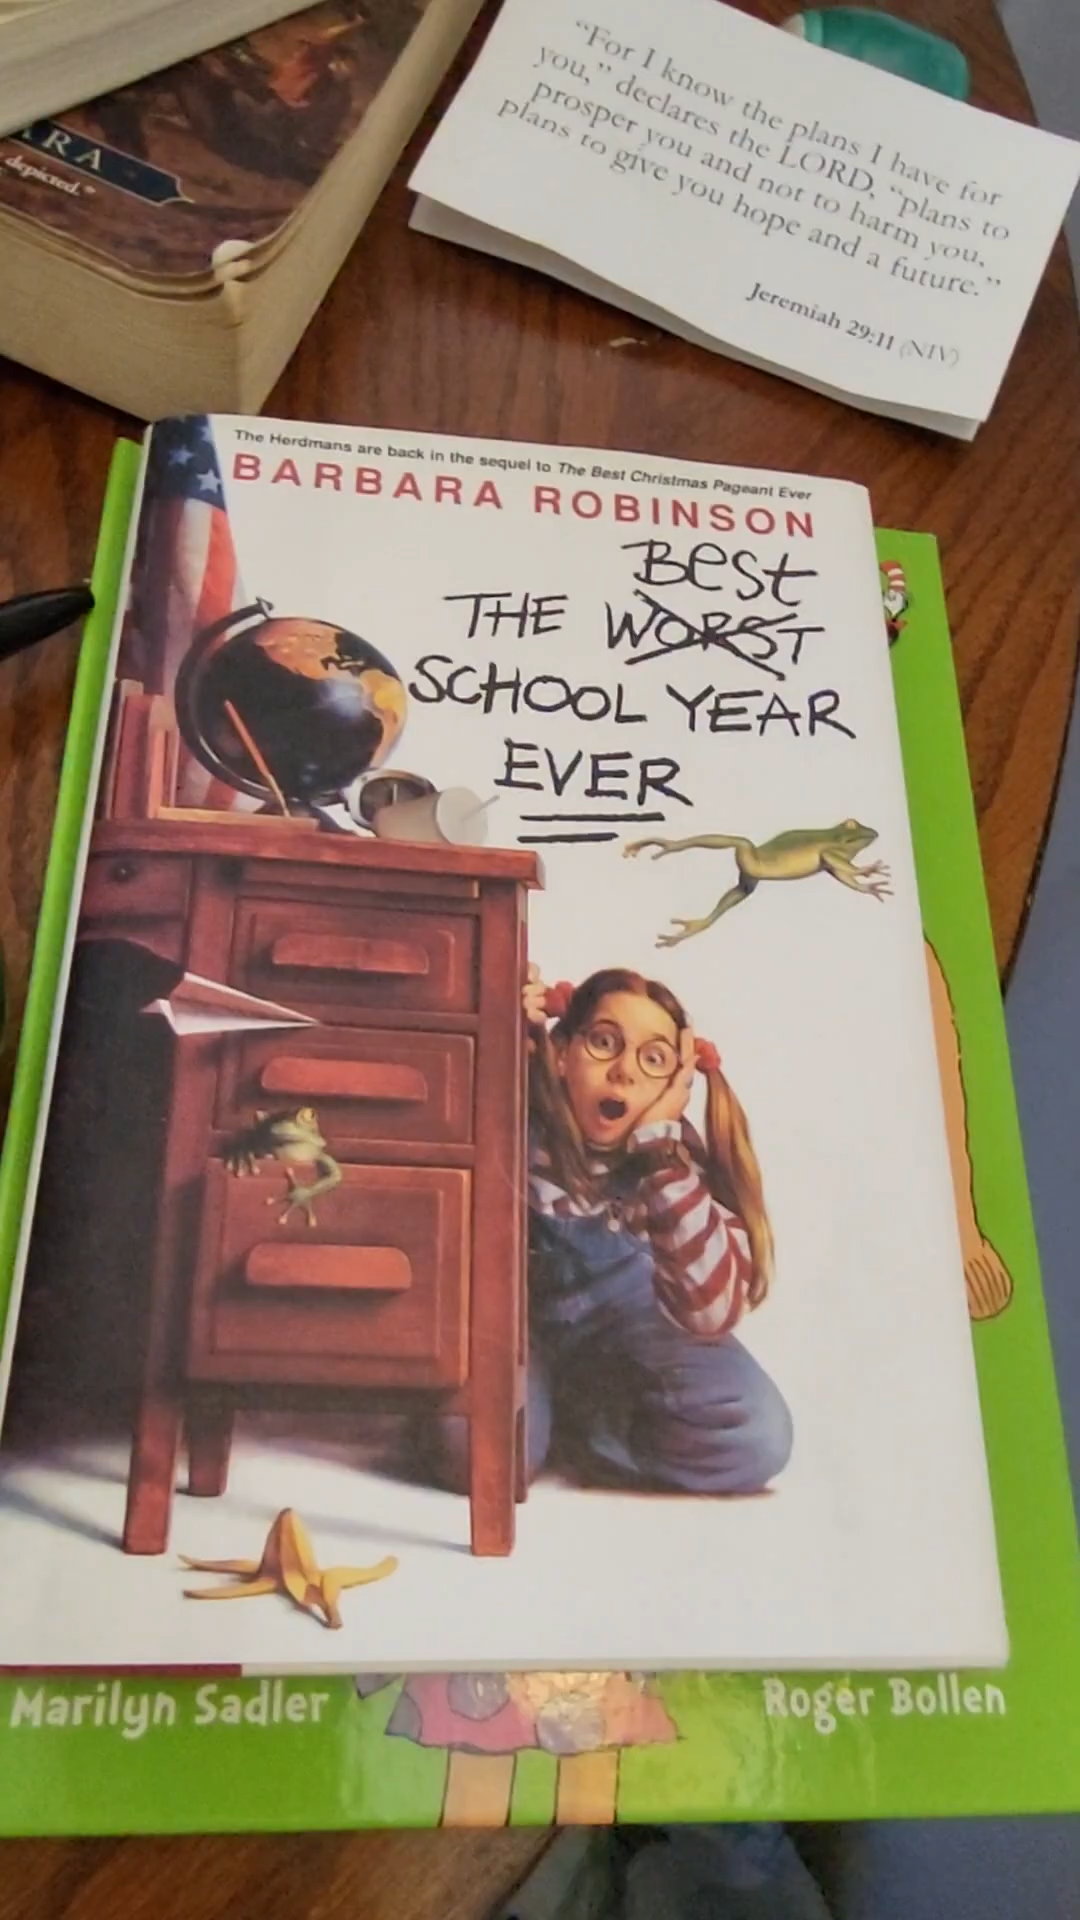 "For I know the plans I have for
you," declares the LORD, "plans to
prosper you and not to harm you,
plans to give you hope and a future."
Jeremiah 29:11 (NIV)
RA
depicted."
The Herdmans are back in the sequel to The Best Christmas Pageant Ever
BARBARA ROBINSON
Best
THE WORST
SCHOOL YEAR
EVER
Marilyn Sadler
Roger Bollen